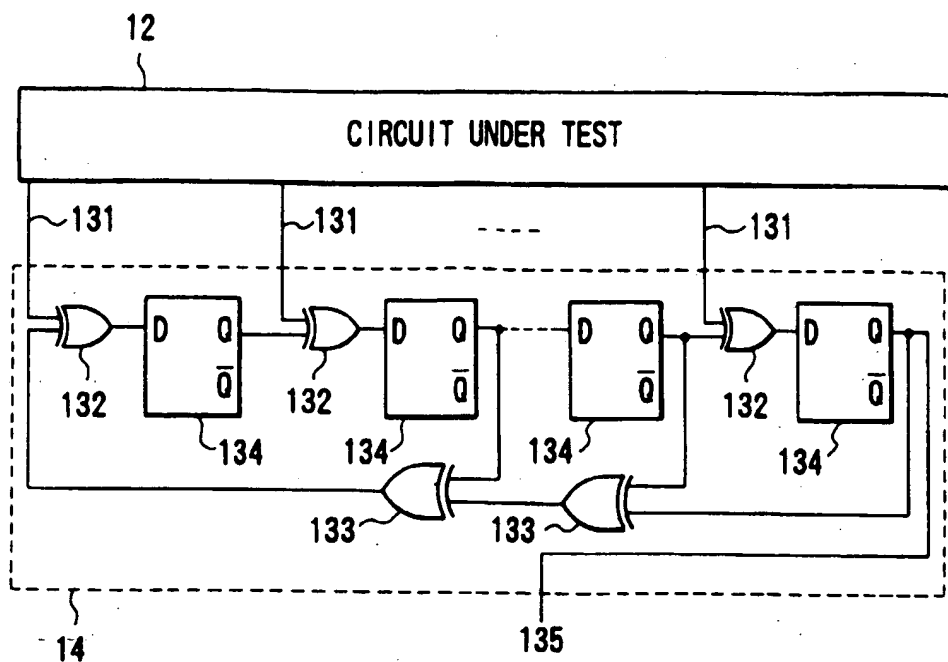 12
CIRCUIT UNDER TEST
131 131 131
D Q D Q D Q D Q
132 Q̅ 132 Q̅ Q̅ 132 Q̅
134 134 134 134
133 133
14 135